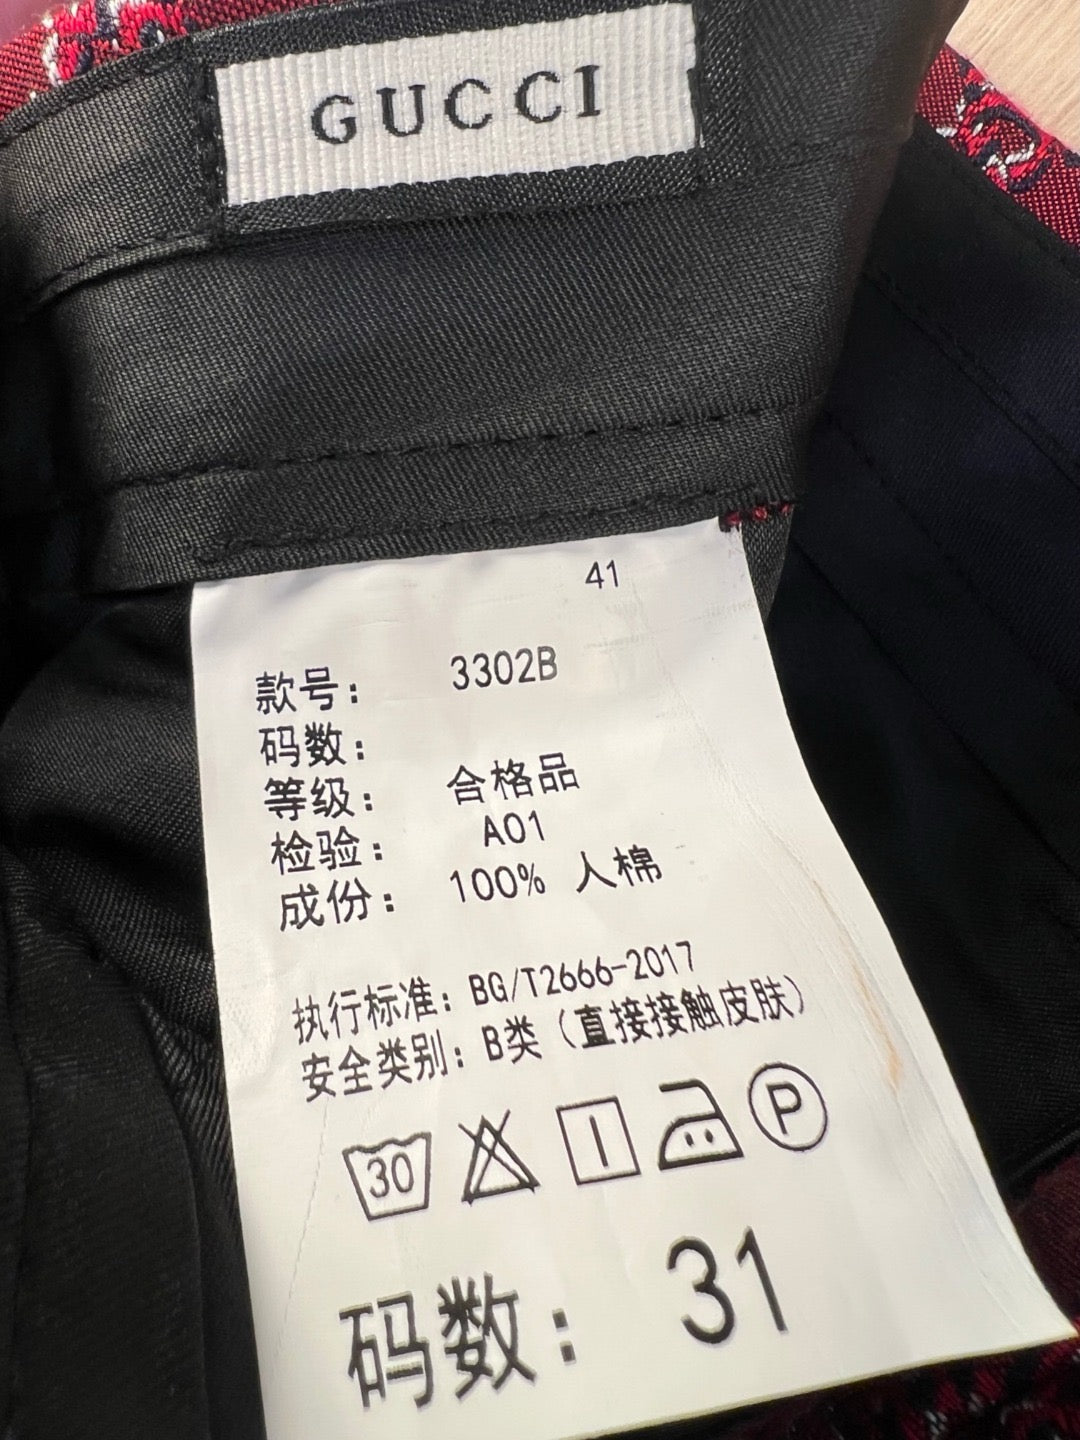 GUCCI
41
款号： 3302B
码数：
等级： 合格品
检验： A01
成份： 100% 人棉
执行标准：BG/T2666-2017
安全类别：B类（直接接触皮肤）
30
P
码数： 31